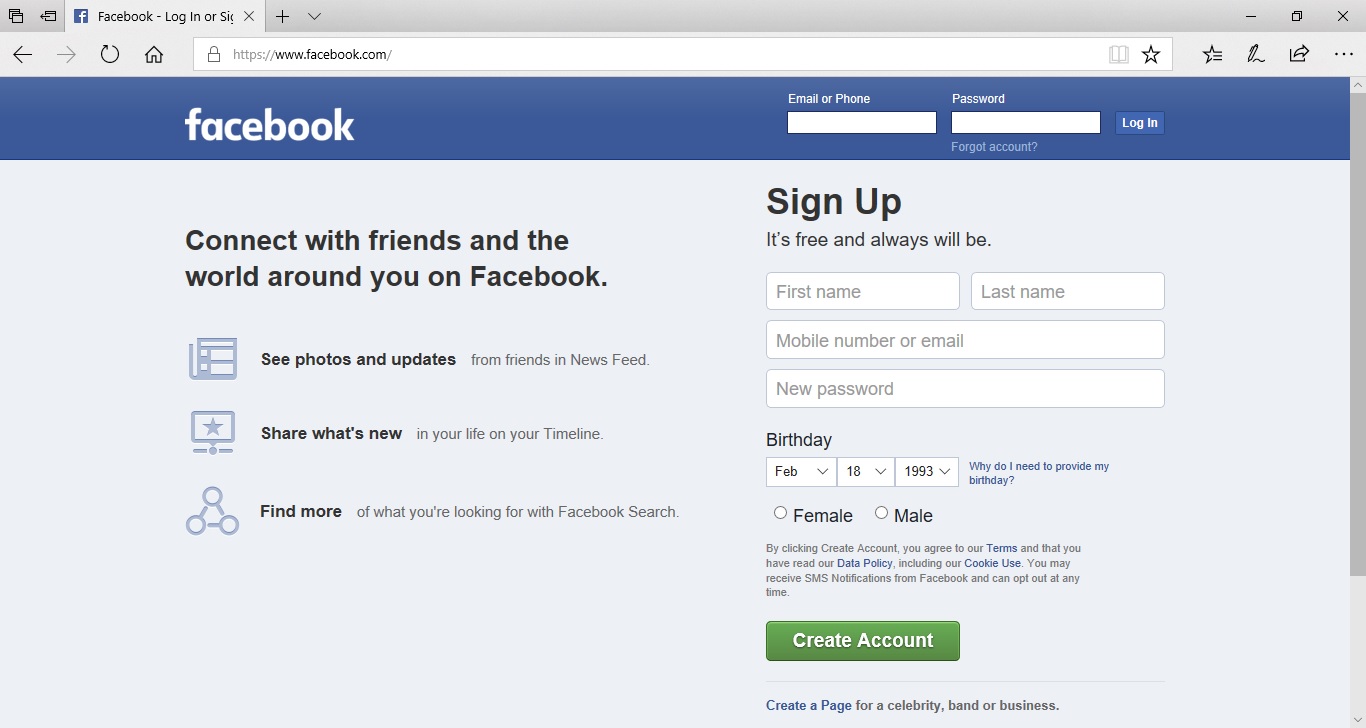 Facebook - Log In or Sig
https://www.facebook.com/
facebook
Email or Phone
Password
Log In
Forgot account?
Connect with friends and the
world around you on Facebook.
See photos and updates from friends in News Feed.
Share what's new in your life on your Timeline.
Find more of what you're looking for with Facebook Search.
Sign Up
It's free and always will be.
First name
Last name
Mobile number or email
New password
Birthday
Feb 18 1993
Why do I need to provide my
birthday?
Female Male
By clicking Create Account, you agree to our Terms and that you
have read our Data Policy, including our Cookie Use. You may
receive SMS Notifications from Facebook and can opt out at any
time.
Create Account
Create a Page for a celebrity, band or business.